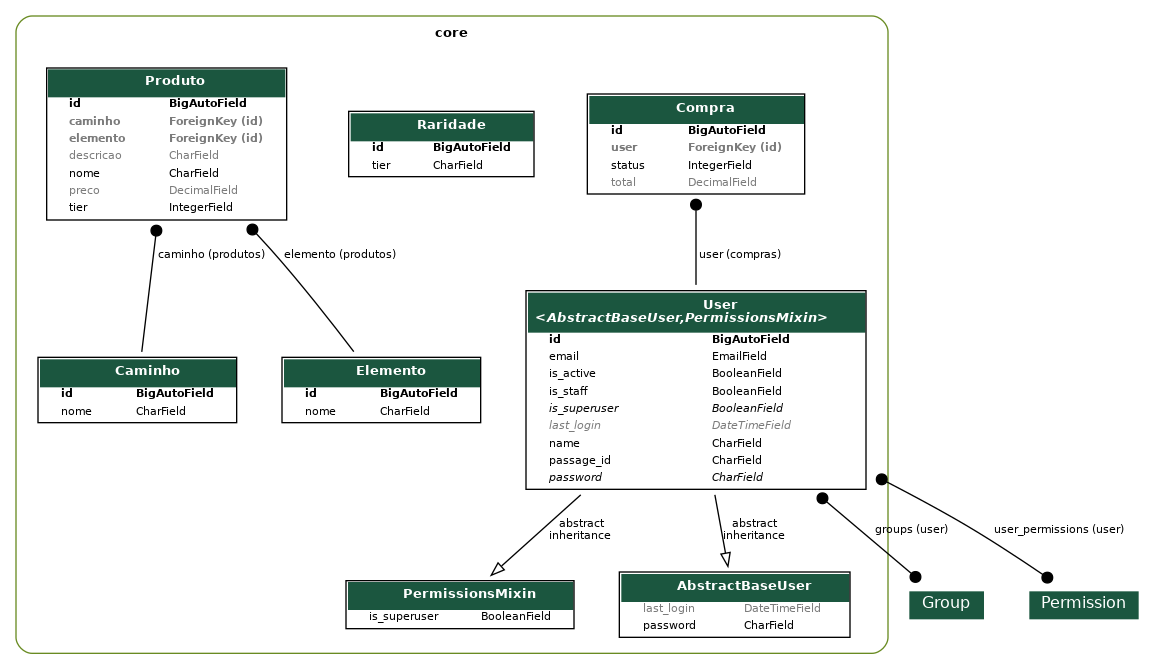 core
Produto
id BigAutoField
caminho ForeignKey (id)
elemento ForeignKey (id)
descricao CharField
nome CharField
preco DecimalField
tier IntegerField
Raridade
id BigAutoField
tier CharField
Compra
id BigAutoField
user ForeignKey (id)
status IntegerField
total DecimalField
caminho (produtos)
elemento (produtos)
user (compras)
Caminho
id BigAutoField
nome CharField
Elemento
id BigAutoField
nome CharField
User
<AbstractBaseUser,PermissionsMixin>
id BigAutoField
email EmailField
is_active BooleanField
is_staff BooleanField
is_superuser BooleanField
last_login DateTimeField
name CharField
passage_id CharField
password CharField
abstract
inheritance
abstract
inheritance
groups (user)
user_permissions (user)
PermissionsMixin
is_superuser BooleanField
AbstractBaseUser
last_login DateTimeField
password CharField
Group
Permission